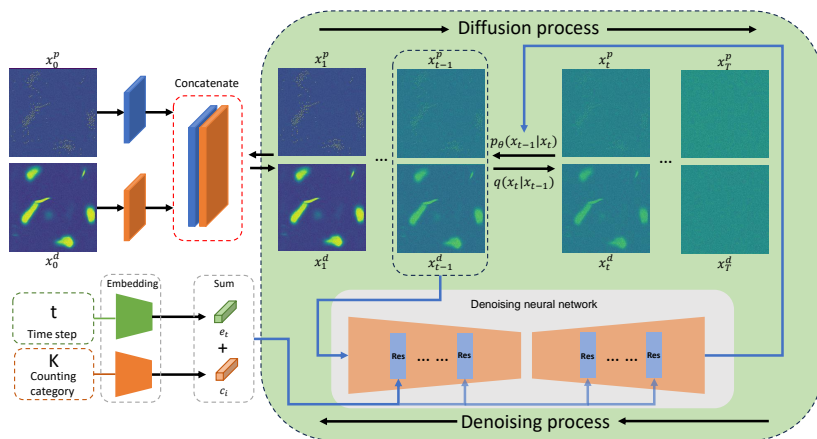 Diffusion process
$x_0^p$
$x_1^p$
$x_{t-1}^p$
$x_t^p$
$x_T^p$
Concatenate
$p_\theta(x_{t-1}|x_t)$
...
...
$q(x_t|x_{t-1})$
$x_0^d$
$x_1^d$
$x_{t-1}^d$
$x_t^d$
$x_T^d$
Embedding
Sum
Denoising neural network
t
Time step
$e_t$
+
Res
... ...
Res
Res
... ...
Res
K
Counting
category
$c_i$
Denoising process